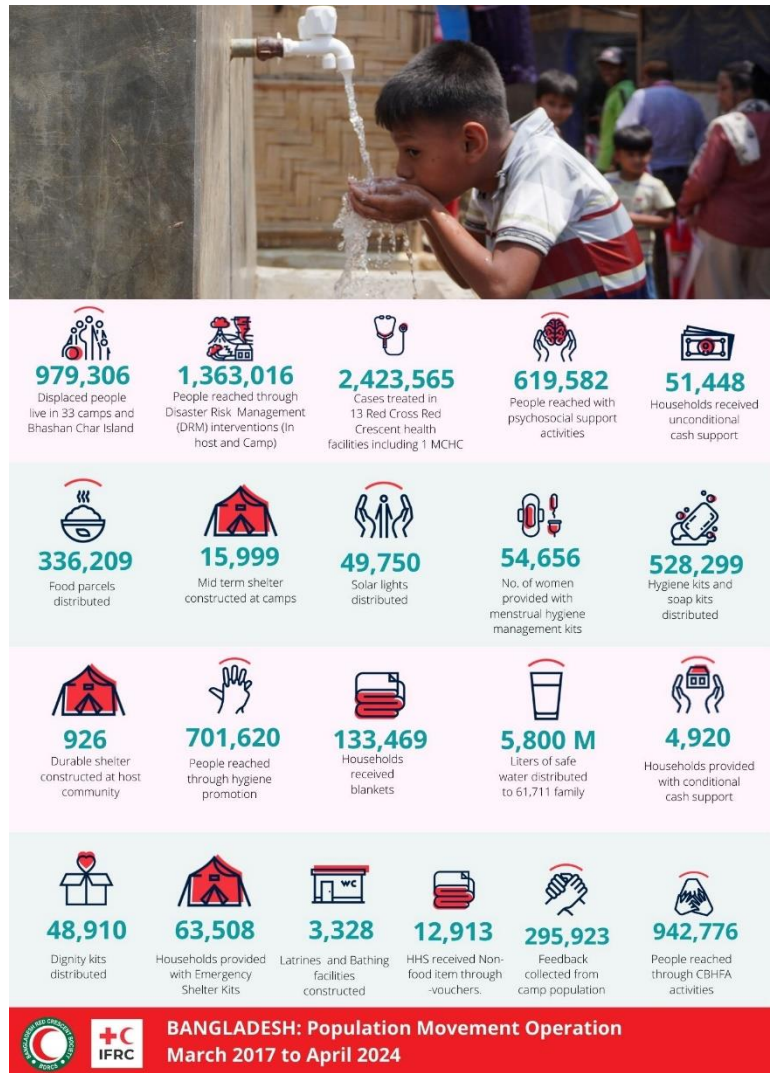 979,306
Displaced people
live in 33 camps and
Bhashan Char Island
1,363,016
People reached through
Disaster Risk Management
(DRM) interventions (In
host and Camp)
2,423,565
Cases treated in
13 Red Cross Red
Crescent health
facilities including 1 MCHC
619,582
People reached with
psychosocial support
activities
51,448
Households received
unconditional
cash support
336,209
Food parcels
distributed
15,999
Mid term shelter
constructed at camps
49,750
Solar lights
distributed
54,656
No. of women
provided with
menstrual hygiene
management kits
528,299
Hygiene kits and
soap kits
distributed
926
Durable shelter
constructed at host
community
701,620
People reached
through hygiene
promotion
133,469
Households
received
blankets
5,800 M
Liters of safe
water distributed
to 61,711 family
4,920
Households provided
with conditional
cash support
48,910
Dignity kits
distributed
63,508
Households provided
with Emergency
Shelter Kits
WC
3,328
Latrines and Bathing
facilities
constructed
12,913
HHS received Non-
food item through
-vouchers.
295,923
Feedback
collected from
camp population
942,776
People reached
through CBHFA
activities
BANGLADESH RED CRESCENT SOCIETY
BDRCS
IFRC
BANGLADESH: Population Movement Operation
March 2017 to April 2024